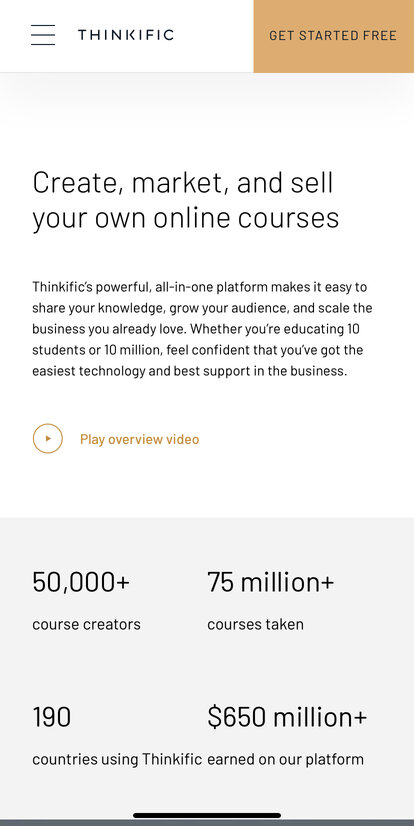 THINKIFIC
GET STARTED FREE
Create, market, and sell
your own online courses
Thinkific's powerful, all-in-one platform makes it easy to
share your knowledge, grow your audience, and scale the
business you already love. Whether you're educating 10
students or 10 million, feel confident that you've got the
easiest technology and best support in the business.
Play overview video
50,000+
course creators
75 million+
courses taken
190
countries using Thinkific
$650 million+
earned on our platform